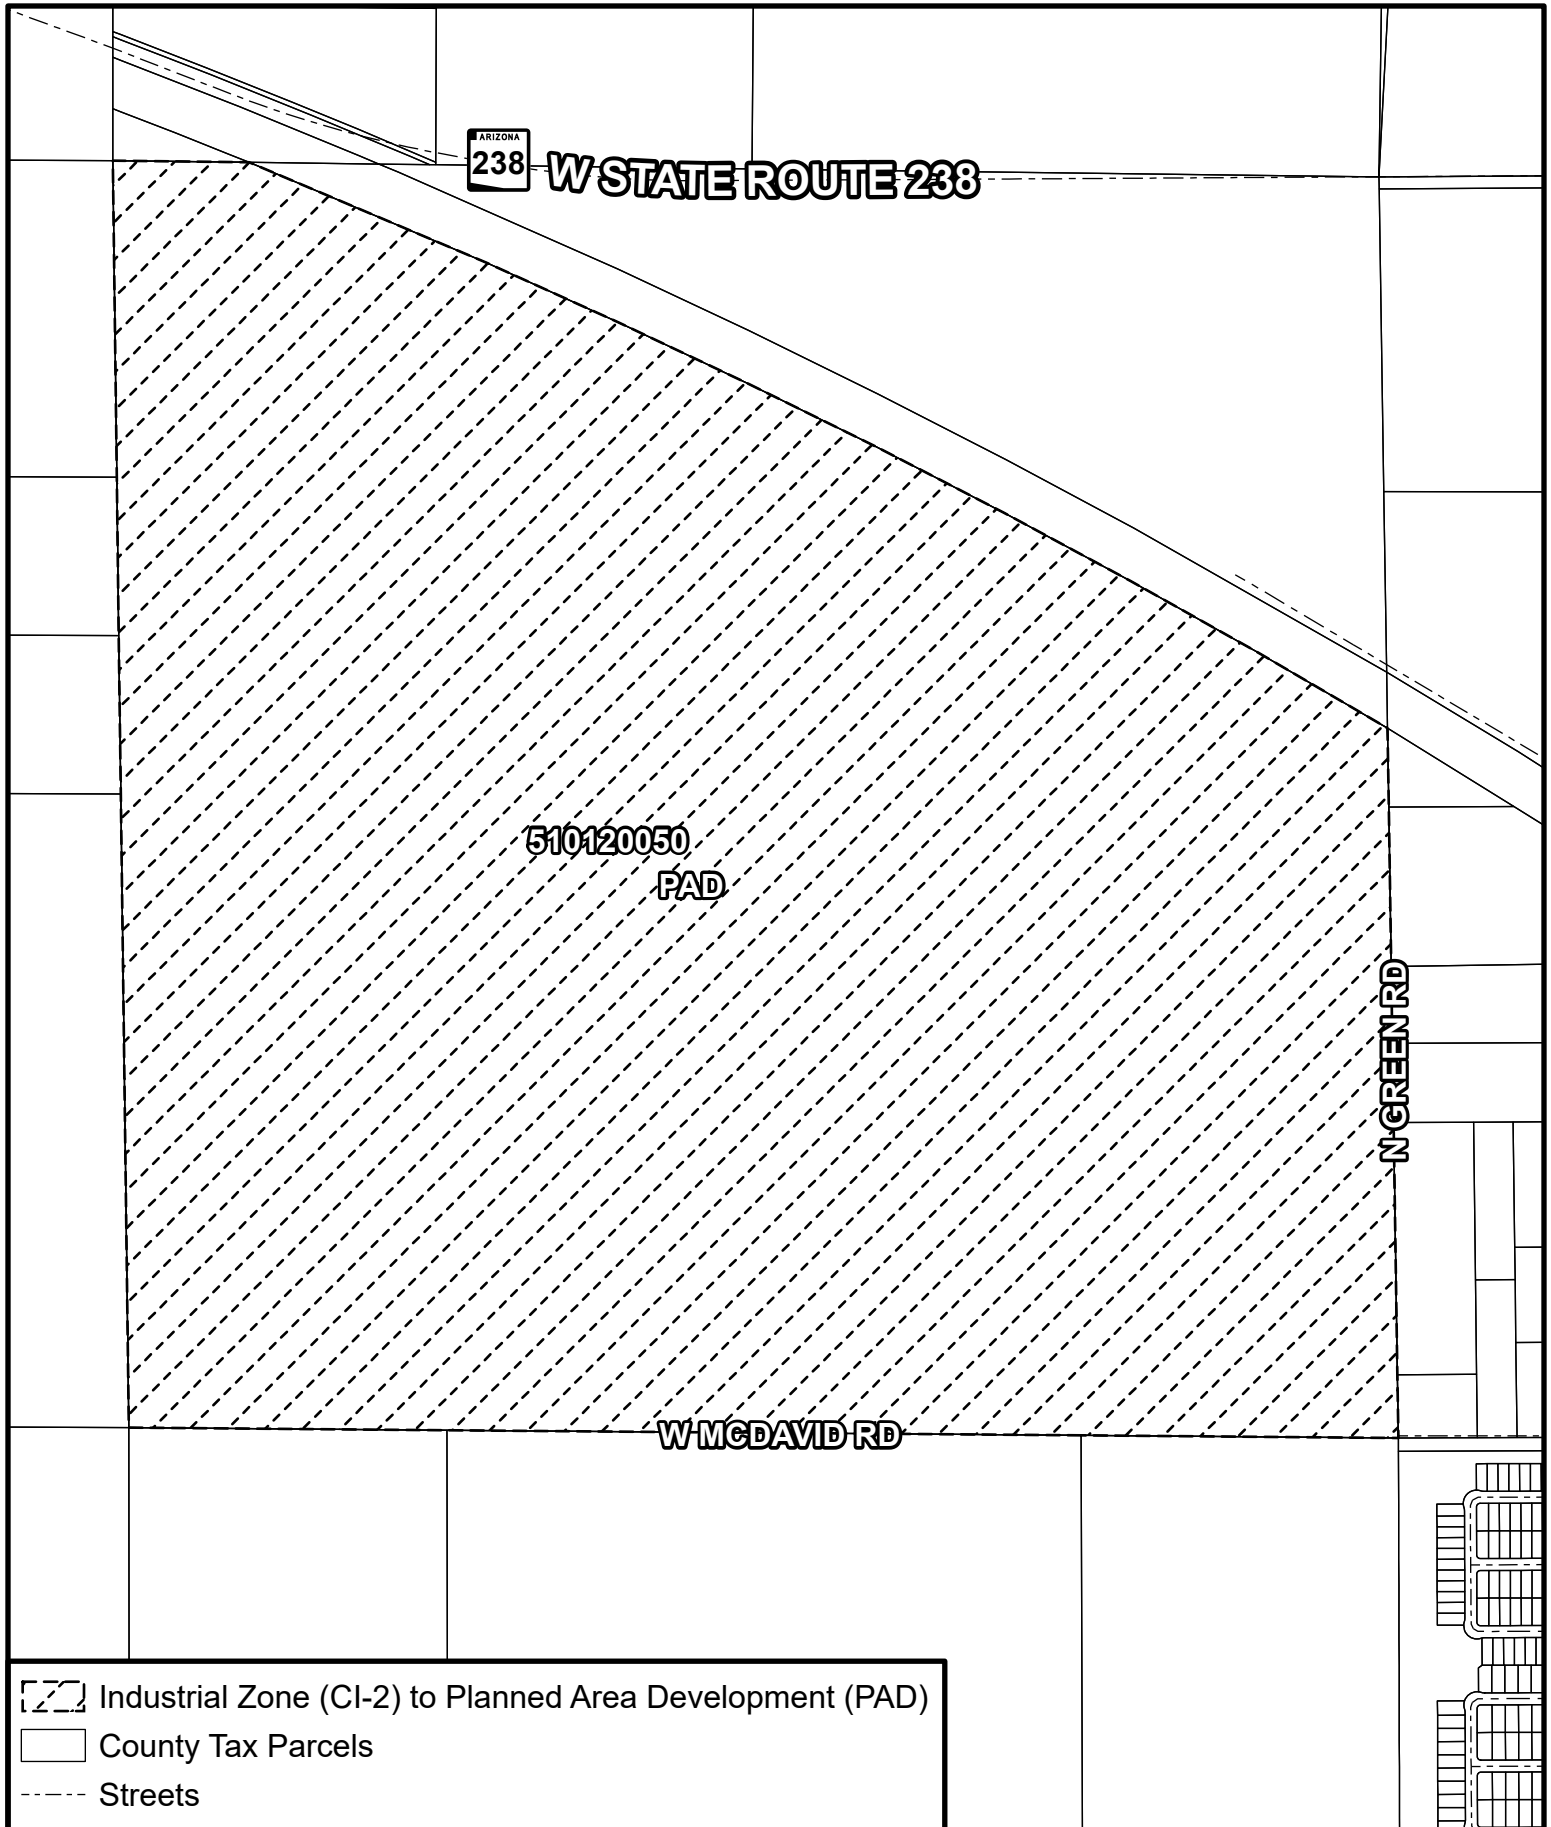 ARIZONA
238
W STATE ROUTE 238
510120050
PAD
N GREEN RD
W MCDAVID RD
Industrial Zone (CI-2) to Planned Area Development (PAD)
County Tax Parcels
Streets